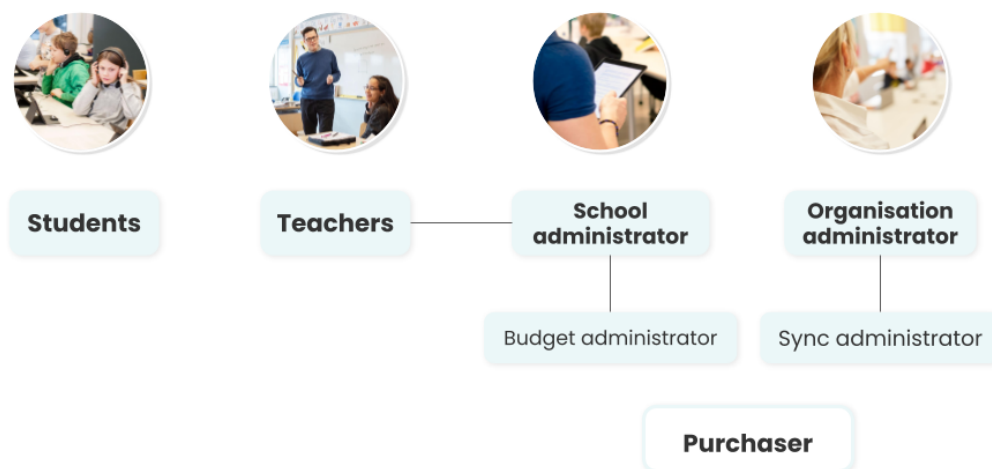 Students
Teachers
School
administrator
Organisation
administrator
Budget administrator
Sync administrator
Purchaser